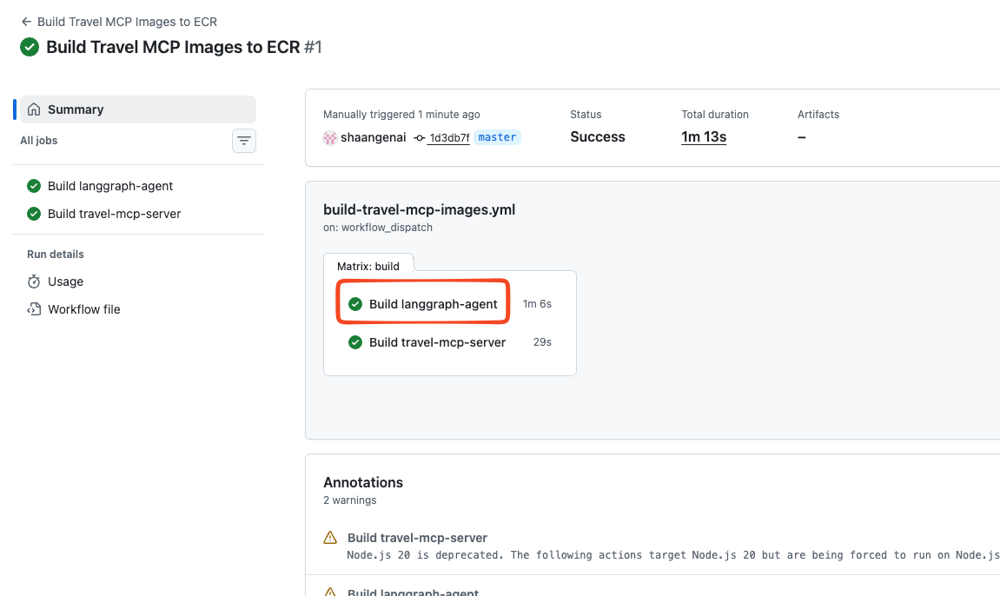 Build Travel MCP Images to ECR
Build Travel MCP Images to ECR #1
Summary
All jobs
Build langgraph-agent
Build travel-mcp-server
Run details
Usage
Workflow file
Manually triggered 1 minute ago
shaangenai 1d3db7f master
Status
Success
Total duration
1m 13s
Artifacts
–
build-travel-mcp-images.yml
on: workflow_dispatch
Matrix: build
Build langgraph-agent 1m 6s
Build travel-mcp-server 29s
Annotations
2 warnings
Build travel-mcp-server
Node.js 20 is deprecated. The following actions target Node.js 20 but are being forced to run on Node.js
Build langgraph-agent